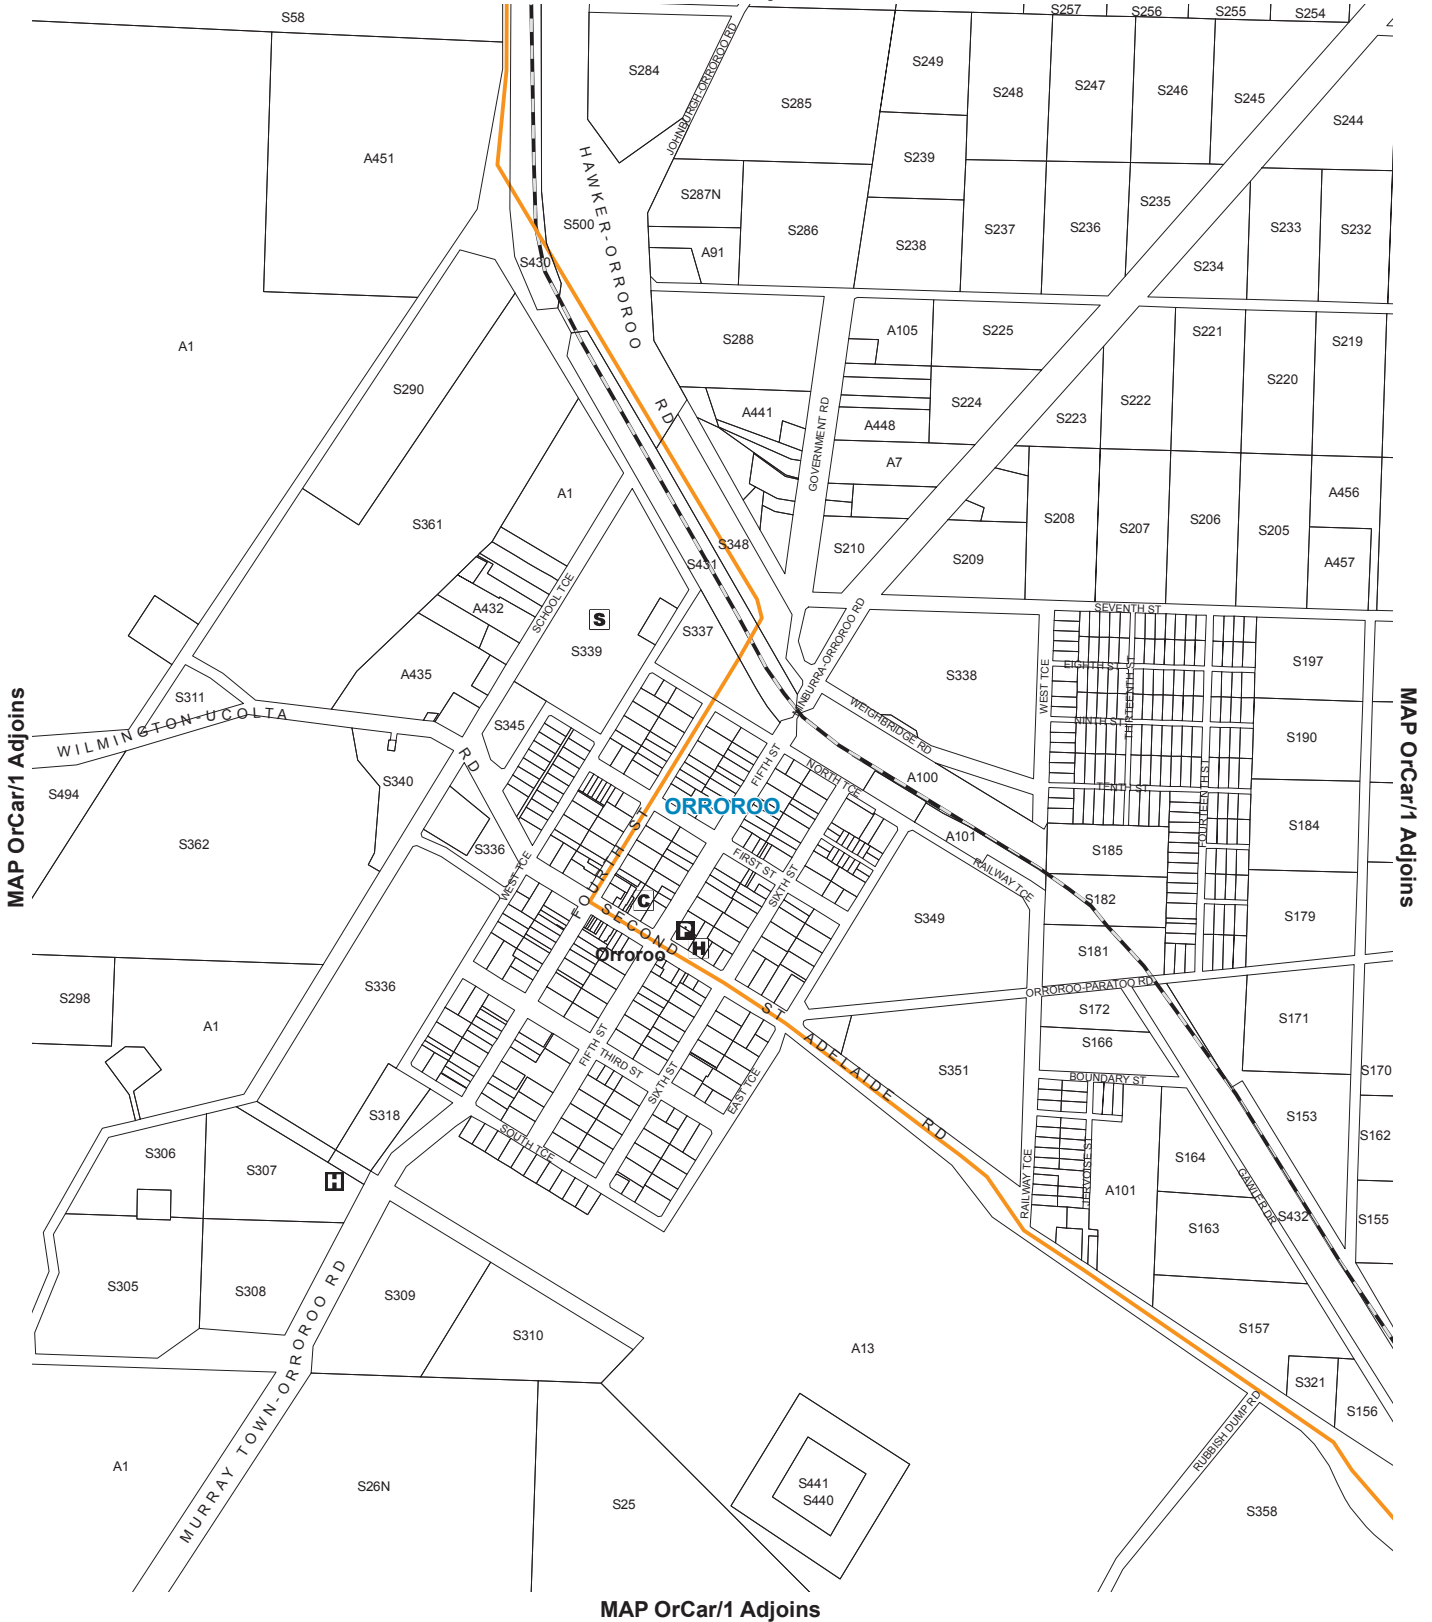 S58
S257
S256
S255
S254
S284
S285
S249
S248
S247
S246
S245
S244
JOHNBURGH-ORROROO RD
A451
S239
S287N
S500
HAWKER-ORROROO RD
S286
S238
S237
S236
S235
S234
S233
S232
A91
S430
A1
S288
A105
S225
S221
S219
S290
S220
S222
S224
S223
A441
A448
GOVERNMENT RD
A7
A1
S361
A456
S208
S207
S206
S205
S348
S210
S209
S431
A457
SCHOOL TCE
A432
SEVENTH ST
S
S337
S339
S338
WEST TCE
EIGHTH ST
THIRTEENTH ST
S197
A435
S311
WILMINGTON-UCOLTA RD
S345
WEIGHBRIDGE RD
NINTH ST
S190
MAP OrCar/1 Adjoins
MAP OrCar/1 Adjoins
FIFTH ST
NORTH TCE
A100
TENTH ST
FOURTEENTH ST
S494
S340
ORROROO
S184
S362
S336
FOURTH ST
A101
S185
WEST TCE
FIRST ST
SIXTH ST
RAILWAY TCE
S182
C
SECOND ST
S349
S179
P
H
Orroroo
S181
S336
S298
ORROROO-PARATOO RD
S172
S171
A1
FIFTH ST
THIRD ST
SIXTH ST
EAST TCE
ADELAIDE RD
S166
S351
BOUNDARY ST
S170
S318
S153
SOUTH TCE
S162
S306
S307
H
S164
JERVOISE ST
RAILWAY TCE
A101
GAWLER DR
S432
S163
S155
S305
S308
S309
S310
MURRAY TOWN-ORROROO RD
A13
S157
S321
S156
RUBBISH DUMP RD
A1
S26N
S25
S441
S440
S358
MAP OrCar/1 Adjoins